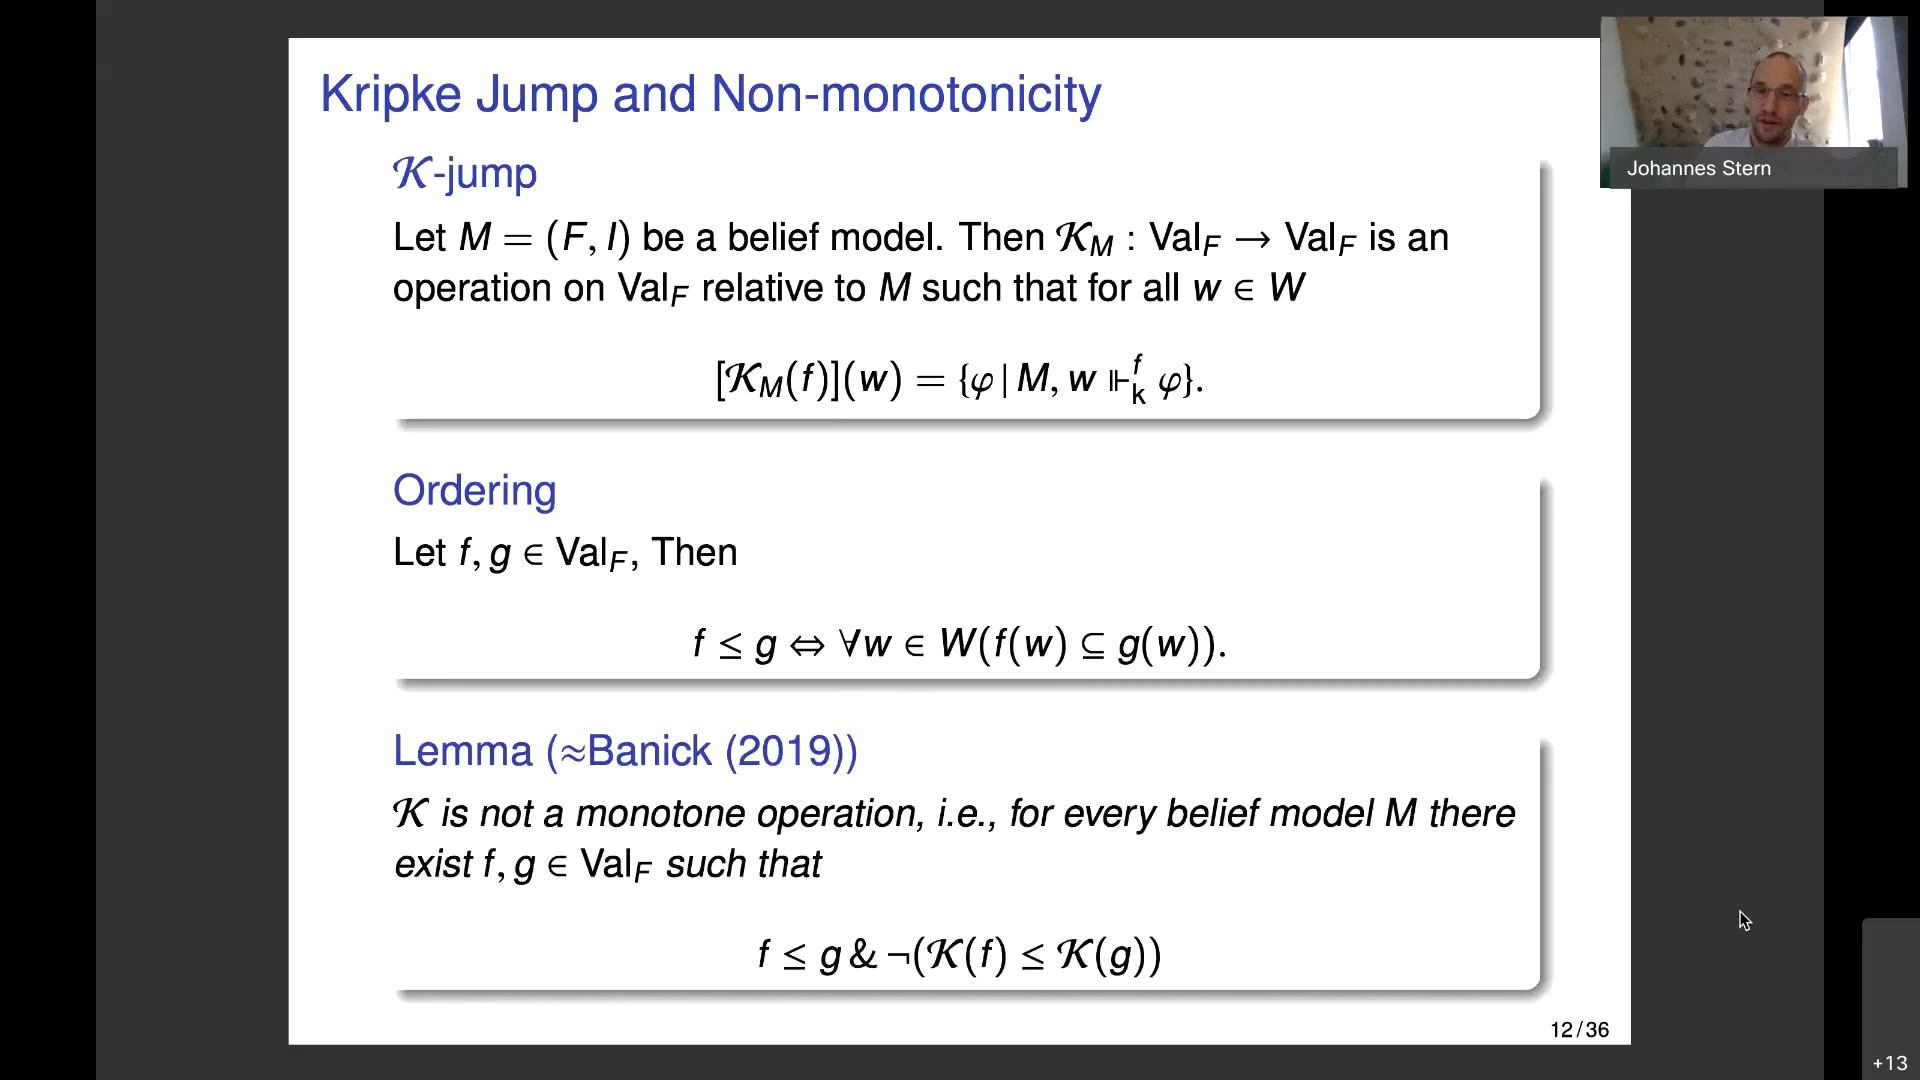 Kripke Jump and Non-monotonicity
Johannes Stern
𝒦-jump
Let M = (F, I) be a belief model. Then 𝒦_M : Val_F → Val_F is an
operation on Val_F relative to M such that for all w ∈ W
[𝒦_M(f)](w) = {φ | M, w ⊩^f_k φ}.
Ordering
Let f, g ∈ Val_F, Then
f ≤ g ⇔ ∀w ∈ W(f(w) ⊆ g(w)).
Lemma (≈Banick (2019))
𝒦 is not a monotone operation, i.e., for every belief model M there
exist f, g ∈ Val_F such that
f ≤ g & ¬(𝒦(f) ≤ 𝒦(g))
12/36
+13